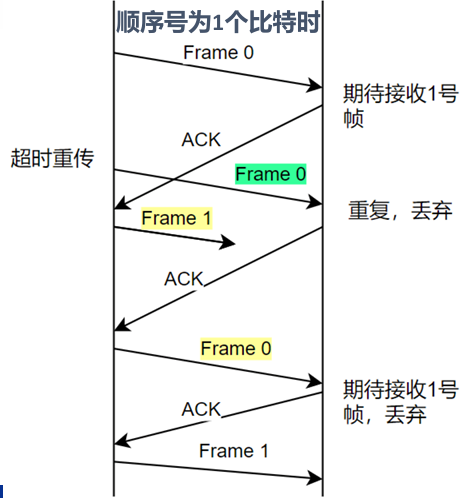 顺序号为1个比特时
Frame 0
期待接收1号
帧
ACK
超时重传
Frame 0
Frame 1
重复，丢弃
ACK
Frame 0
期待接收1号
帧，丢弃
ACK
Frame 1